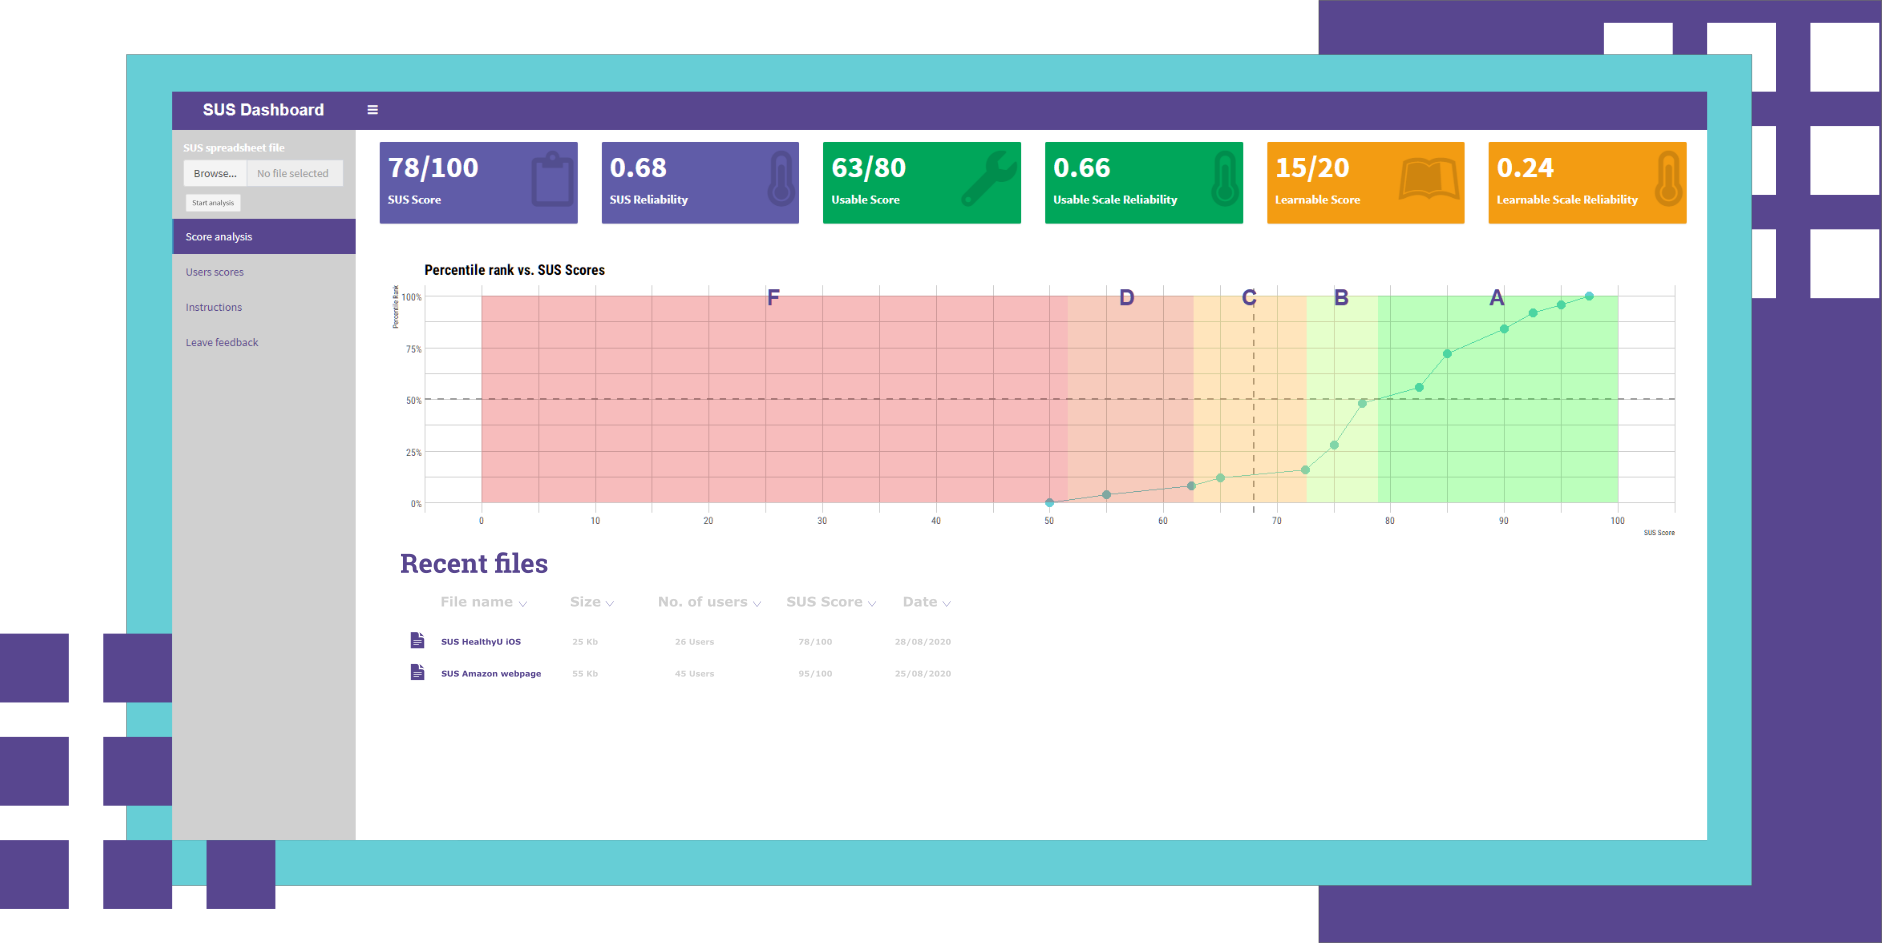 SUS Dashboard
SUS spreadsheet file
Browse... No file selected
Start analysis
Score analysis
Users scores
Instructions
Leave feedback
78/100
SUS Score
0.68
SUS Reliability
63/80
Usable Score
0.66
Usable Scale Reliability
15/20
Learnable Score
0.24
Learnable Scale Reliability
Percentile rank vs. SUS Scores
Percentile Rank
100%
75%
50%
25%
0%
F D C B A
0 10 20 30 40 50 60 70 80 90 100
SUS Score
Recent files
File name Size No. of users SUS Score Date
SUS HealthyU iOS 25 Kb 26 Users 78/100 28/08/2020
SUS Amazon webpage 55 Kb 45 Users 95/100 25/08/2020